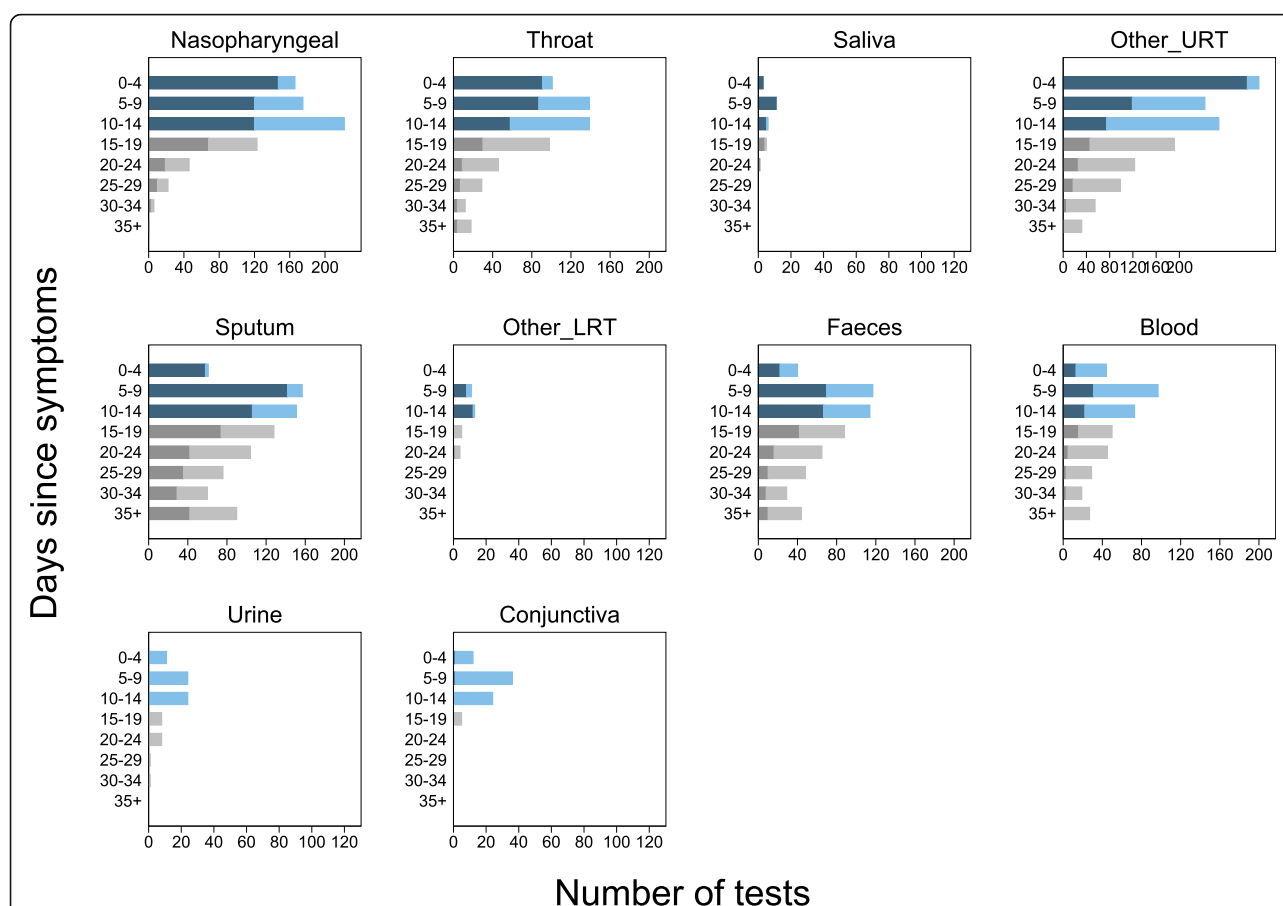 Nasopharyngeal Throat Saliva Other_URT
0-4 0-4 0-4 0-4
5-9 5-9 5-9 5-9
10-14 10-14 10-14 10-14
15-19 15-19 15-19 15-19
20-24 20-24 20-24 20-24
25-29 25-29 25-29 25-29
30-34 30-34 30-34 30-34
35+ 35+ 35+ 35+
0 40 80 120 160 200 0 40 80 120 160 200 0 20 40 60 80 100 120 0 40 80 120 160 200
Days since symptoms
Sputum Other_LRT Faeces Blood
0-4 0-4 0-4 0-4
5-9 5-9 5-9 5-9
10-14 10-14 10-14 10-14
15-19 15-19 15-19 15-19
20-24 20-24 20-24 20-24
25-29 25-29 25-29 25-29
30-34 30-34 30-34 30-34
35+ 35+ 35+ 35+
0 40 80 120 160 200 0 20 40 60 80 100 120 0 40 80 120 160 200 0 40 80 120 160 200
Urine Conjunctiva
0-4 0-4
5-9 5-9
10-14 10-14
15-19 15-19
20-24 20-24
25-29 25-29
30-34 30-34
35+ 35+
0 20 40 60 80 100 120 0 20 40 60 80 100 120
Number of tests